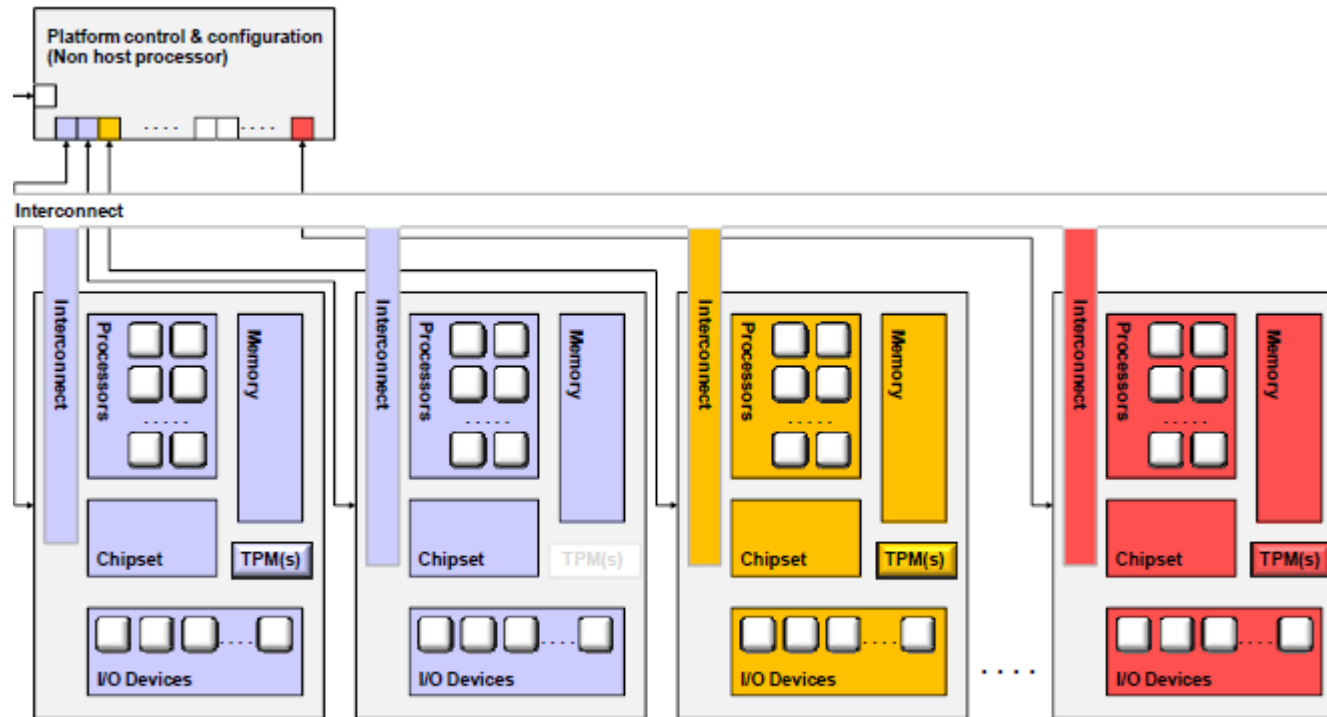 Platform control & configuration
(Non host processor)
. . . .
. . . .
Interconnect
Interconnect
Processors
. . . . .
Memory
Chipset
TPM(s)
. . . .
I/O Devices
Interconnect
Processors
. . . . .
Memory
Chipset
TPM(s)
. . . .
I/O Devices
Interconnect
Processors
. . . . .
Memory
Chipset
TPM(s)
. . . .
I/O Devices
. . . .
Interconnect
Processors
. . . . .
Memory
Chipset
TPM(s)
. . . .
I/O Devices